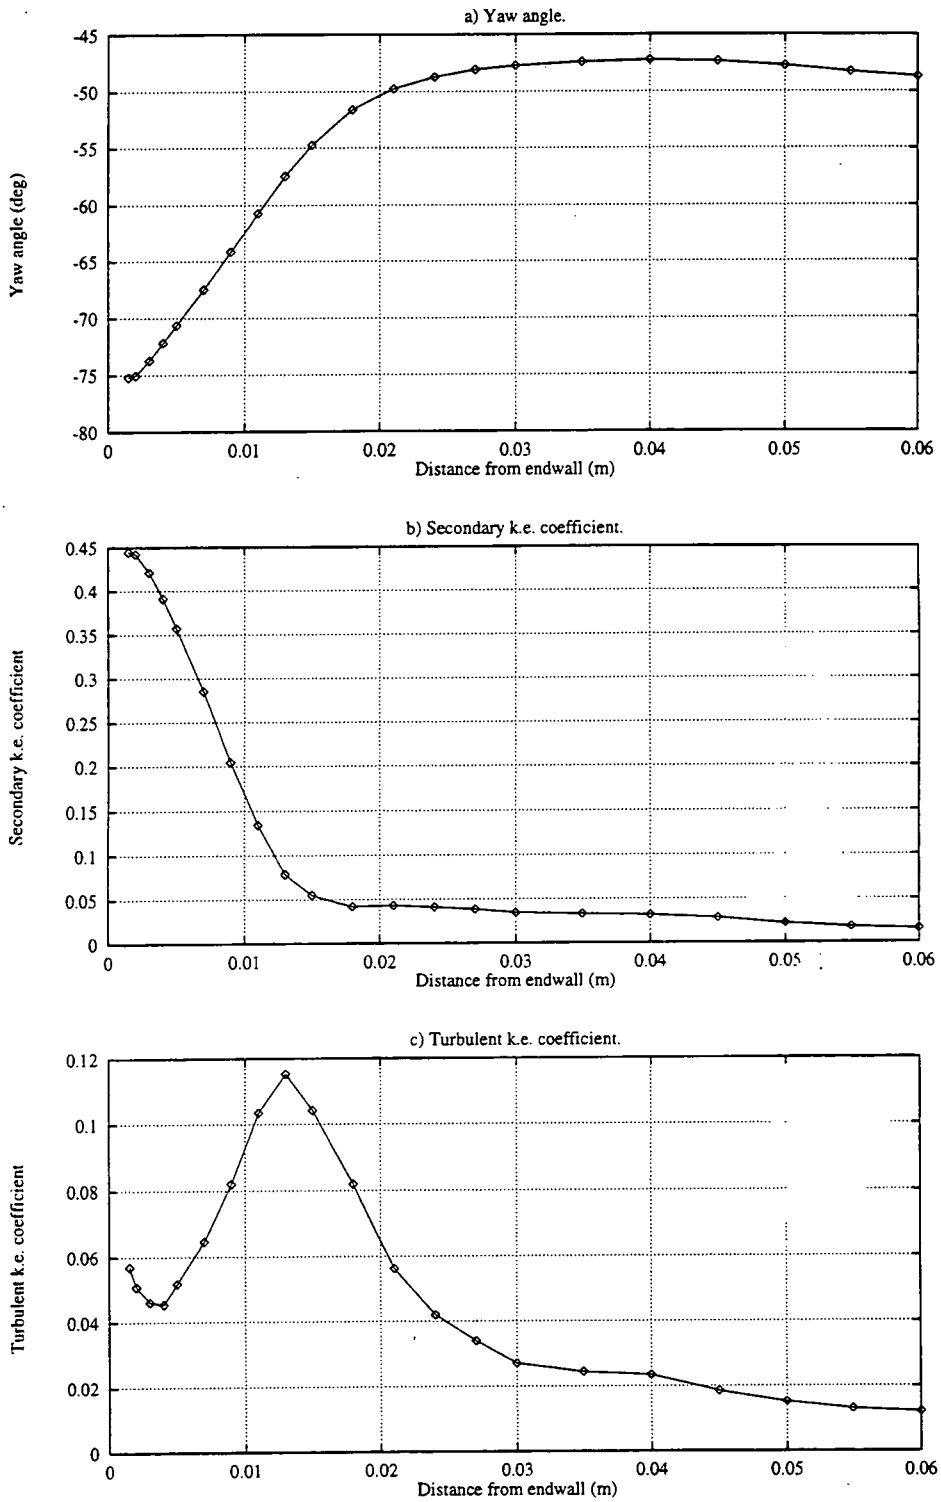 a) Yaw angle.
-45
-50
-55
-60
-65
-70
-75
-80
Yaw angle (deg)
0 0.01 0.02 0.03 0.04 0.05 0.06
Distance from endwall (m)
b) Secondary k.e. coefficient.
0.45
0.4
0.35
0.3
0.25
0.2
0.15
0.1
0.05
0
Secondary k.e. coefficient
0 0.01 0.02 0.03 0.04 0.05 0.06
Distance from endwall (m)
c) Turbulent k.e. coefficient.
0.12
0.1
0.08
0.06
0.04
0.02
0
Turbulent k.e. coefficient
0 0.01 0.02 0.03 0.04 0.05 0.06
Distance from endwall (m)